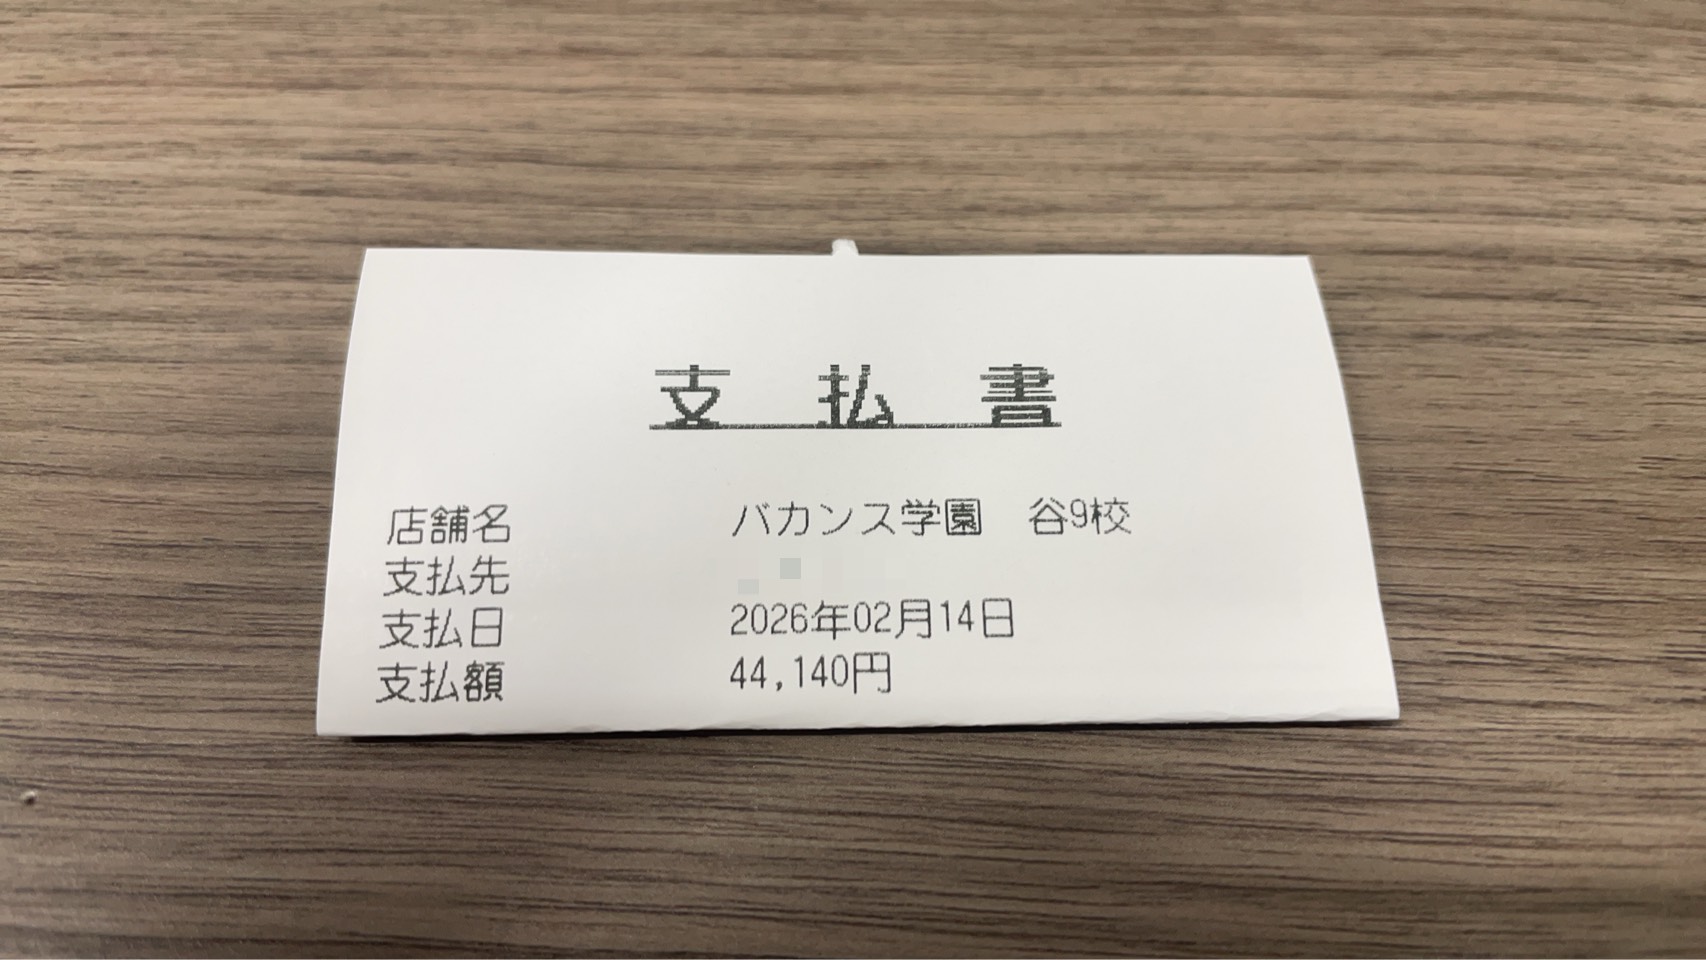 支払書
店舗名　バカンス学園　谷9校
支払先
支払日　2026年02月14日
支払額　44,140円